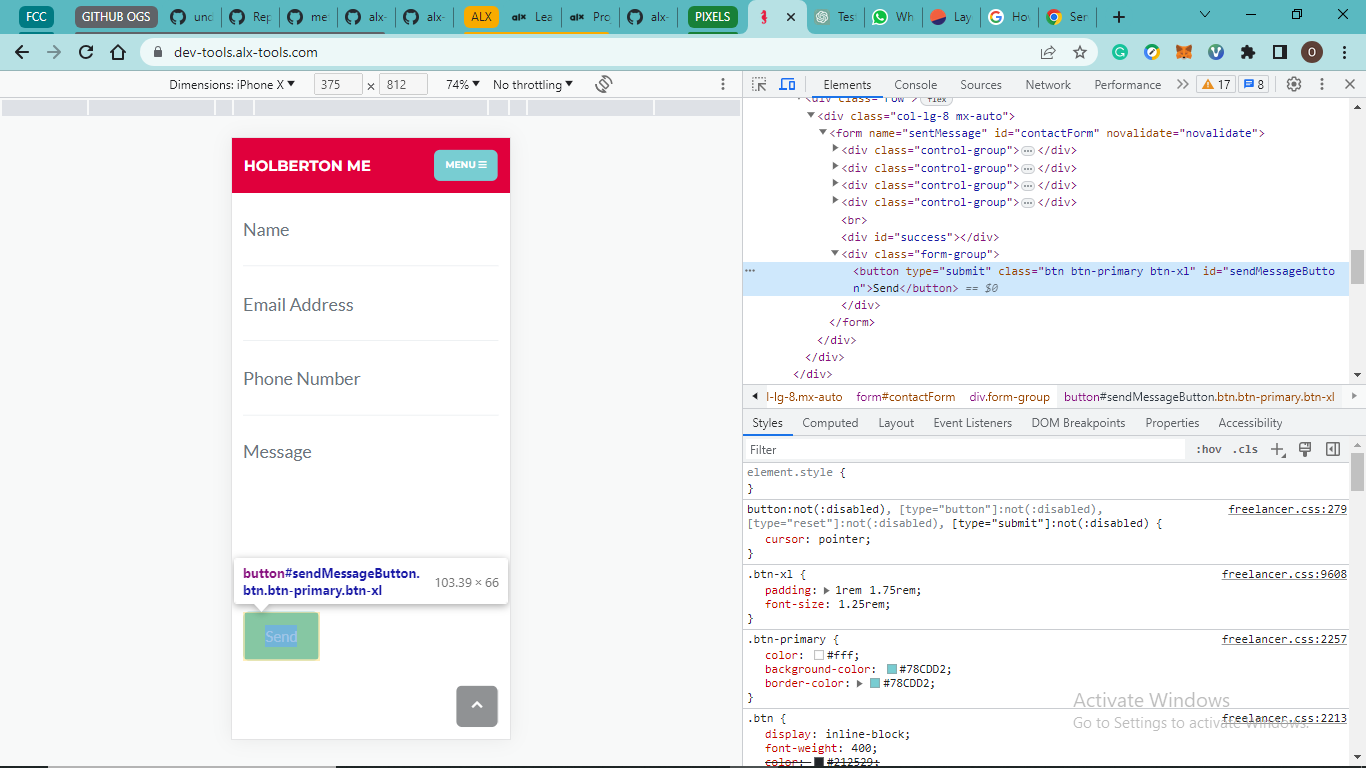 FCC
GITHUB OGS
unc
Rep
me
alx-
alx-
ALX
alx Lea
alx Pro
alx-
PIXELS
Tes
Wh
Lay
Ho
Ser
dev-tools.alx-tools.com
O
Dimensions: iPhone X ▼ 375 x 812 74% ▼ No throttling ▼
HOLBERTON ME
MENU
Name
Email Address
Phone Number
Message
button#sendMessageButton.
btn.btn-primary.btn-xl
103.39 × 66
Send
Elements Console Sources Network Performance 17 8
<div class="row"> flex
<div class="col-lg-8 mx-auto">
<form name="sentMessage" id="contactForm" novalidate="novalidate">
<div class="control-group"> … </div>
<div class="control-group"> … </div>
<div class="control-group"> … </div>
<div class="control-group"> … </div>
<br>
<div id="success"></div>
<div class="form-group">
<button type="submit" class="btn btn-primary btn-xl" id="sendMessageButto
n">Send</button> == $0
</div>
</form>
</div>
</div>
</div>
l-lg-8.mx-auto form#contactForm div.form-group button#sendMessageButton.btn.btn-primary.btn-xl
Styles Computed Layout Event Listeners DOM Breakpoints Properties Accessibility
Filter :hov .cls
element.style {
}
button:not(:disabled), [type="button"]:not(:disabled), freelancer.css:279
[type="reset"]:not(:disabled), [type="submit"]:not(:disabled) {
cursor: pointer;
}
.btn-xl { freelancer.css:9608
padding: 1rem 1.75rem;
font-size: 1.25rem;
}
.btn-primary { freelancer.css:2257
color: #fff;
background-color: #78CDD2;
border-color: #78CDD2;
}
.btn { freelancer.css:2213
display: inline-block;
font-weight: 400;
color: #212529;
Activate Windows
Go to Settings to activate Windows.